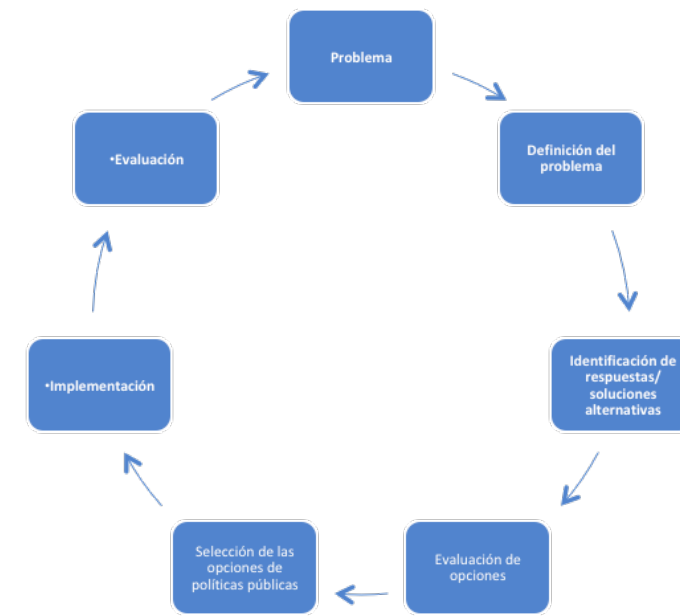 Problema
Definición del
problema
Identificación de
respuestas/
soluciones
alternativas
Evaluación de
opciones
Selección de las
opciones de
políticas públicas
•Implementación
•Evaluación